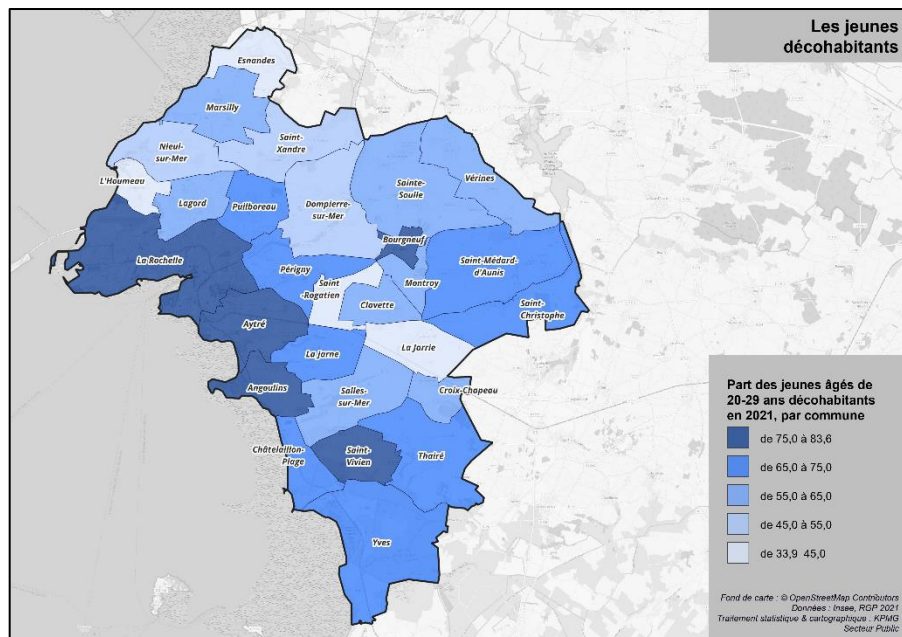 Les jeunes
décohabitants
Esnandes
Marsilly
Nieul-
sur-Mer
Saint-
Xandre
L'Houmeau
Lagord
Puilboreau
Dompierre-
sur-Mer
Sainte-
Soulle
Vérines
Bourgneuf
La Rochelle
Périgny
Saint
-Rogatien
Clavette
Montroy
Saint-Médard-
d'Aunis
Saint-
Christophe
Aytré
La Jarne
La Jarrie
Angoulins
Salles-
sur-Mer
Croix-Chapeau
Châtelaillon-
Plage
Saint-
Vivien
Thairé
Yves
Part des jeunes âgés de
20-29 ans décohabitants
en 2021, par commune
de 75,0 à 83,6
de 65,0 à 75,0
de 55,0 à 65,0
de 45,0 à 55,0
de 33,9 45,0
Fond de carte : © OpenStreetMap Contributors
Données : Insee, RGP 2021
Traitement statistique & cartographique : KPMG
Secteur Public